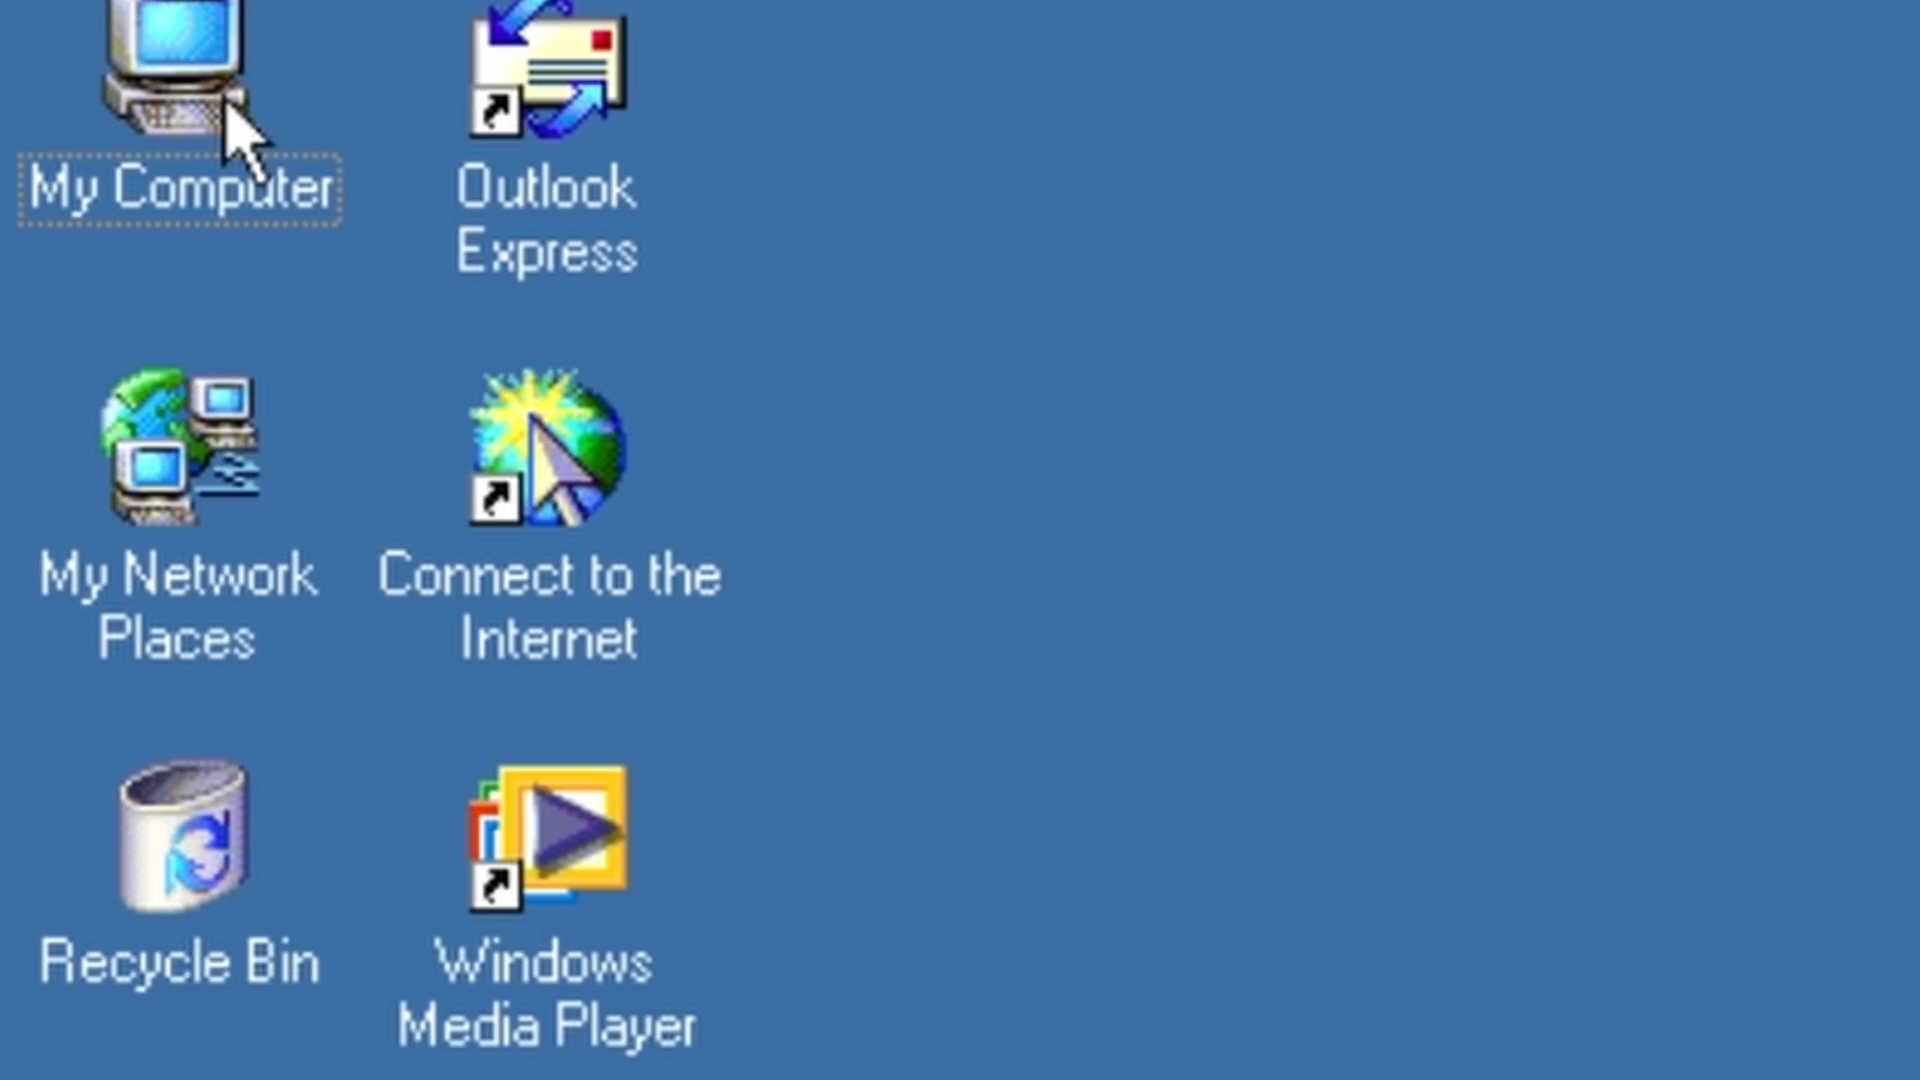 My Computer
Outlook
Express
My Network
Places
Connect to the
Internet
Recycle Bin
Windows
Media Player